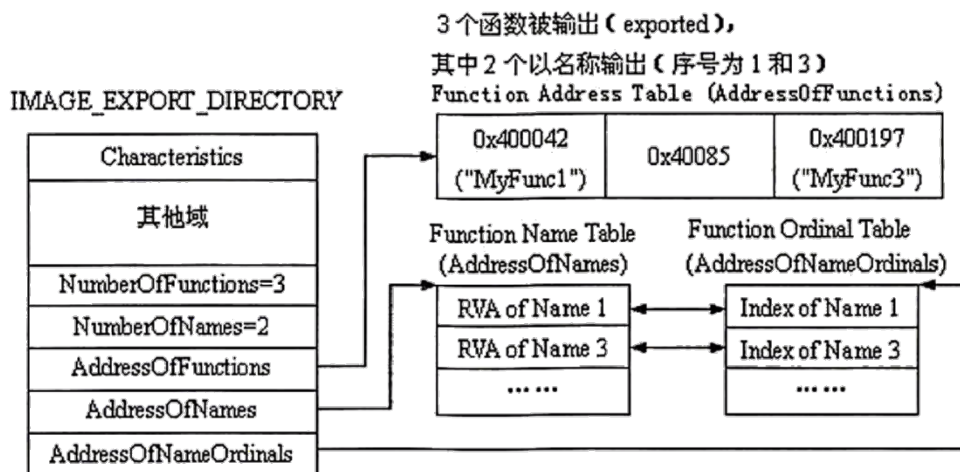 3个函数被输出(exported),
其中2个以名称输出(序号为1和3)
IMAGE_EXPORT_DIRECTORY
Function Address Table (AddressOfFunctions)
Characteristics
其他域
NumberOfFunctions=3
NumberOfNames=2
AddressOfFunctions
AddressOfNames
AddressOfNameOrdinals
0x400042
("MyFunc1")
0x40085
0x400197
("MyFunc3")
Function Name Table
(AddressOfNames)
RVA of Name 1
RVA of Name 3
……
Function Ordinal Table
(AddressOfNameOrdinals)
Index of Name 1
Index of Name 3
……